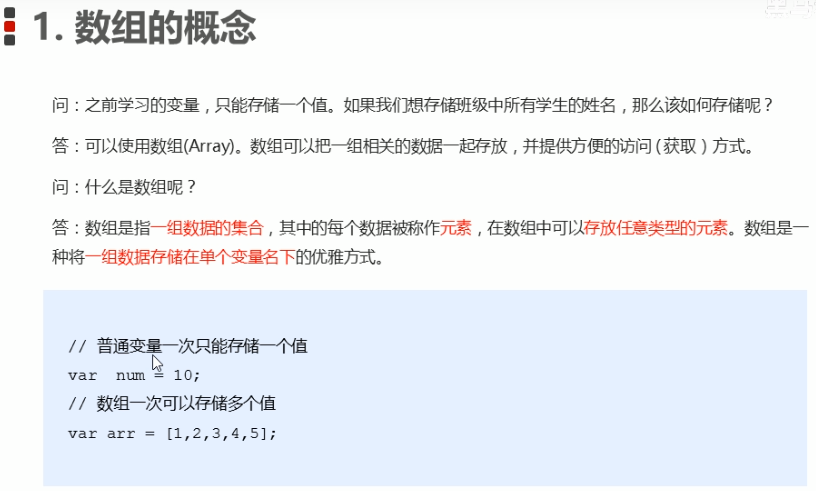 1. 数组的概念
问：之前学习的变量，只能存储一个值。如果我们想存储班级中所有学生的姓名，那么该如何存储呢？
答：可以使用数组(Array)。数组可以把一组相关的数据一起存放，并提供方便的访问(获取）方式。
问：什么是数组呢？
答：数组是指一组数据的集合，其中的每个数据被称作元素，在数组中可以存放任意类型的元素。数组是一
种将一组数据存储在单个变量名下的优雅方式。
// 普通变量一次只能存储一个值
var  num = 10;
// 数组一次可以存储多个值
var arr = [1,2,3,4,5];